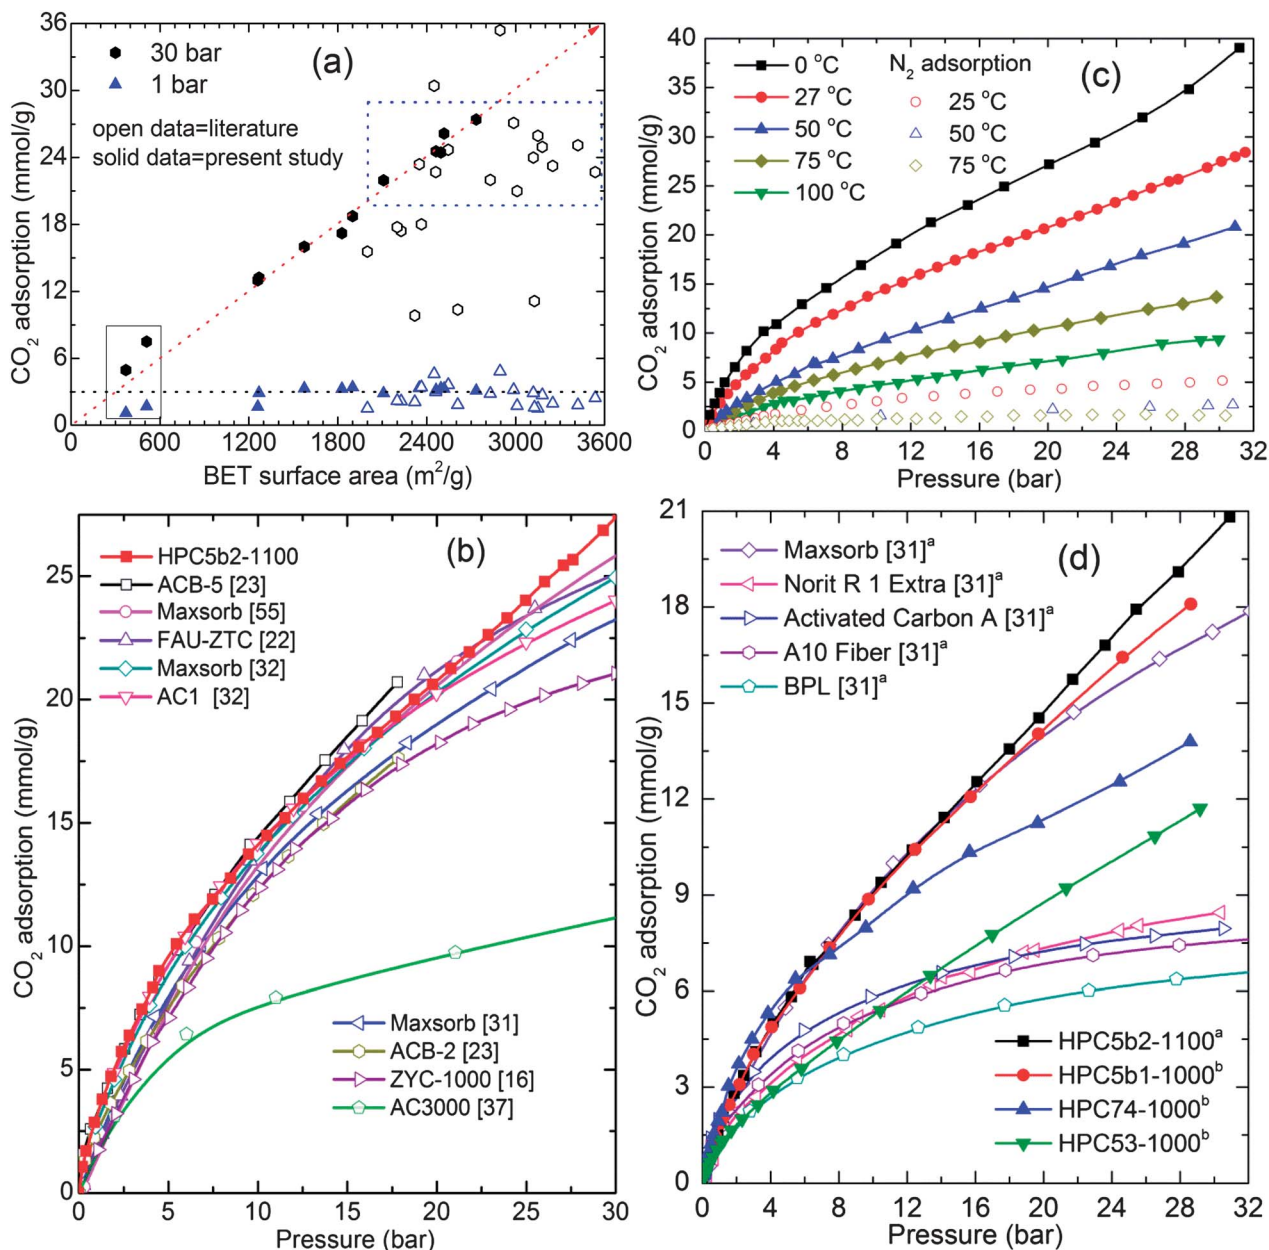 36
30
24
18
12
6
0
CO2 adsorption (mmol/g)
30 bar
1 bar
(a)
open data=literature
solid data=present study
0 600 1200 1800 2400 3000 3600
BET surface area (m²/g)
40
35
30
25
20
15
10
5
0
CO2 adsorption (mmol/g)
0 °C
27 °C
50 °C
75 °C
100 °C
N2 adsorption
25 °C
50 °C
75 °C
(c)
0 4 8 12 16 20 24 28 32
Pressure (bar)
25
20
15
10
5
0
CO2 adsorption (mmol/g)
HPC5b2-1100
ACB-5 [23]
Maxsorb [55]
FAU-ZTC [22]
Maxsorb [32]
AC1 [32]
(b)
Maxsorb [31]
ACB-2 [23]
ZYC-1000 [16]
AC3000 [37]
0 5 10 15 20 25 30
Pressure (bar)
21
18
15
12
9
6
3
0
CO2 adsorption (mmol/g)
Maxsorb [31]a
Norit R 1 Extra [31]a
Activated Carbon A [31]a
A10 Fiber [31]a
BPL [31]a
(d)
HPC5b2-1100a
HPC5b1-1000b
HPC74-1000b
HPC53-1000b
0 4 8 12 16 20 24 28 32
Pressure (bar)